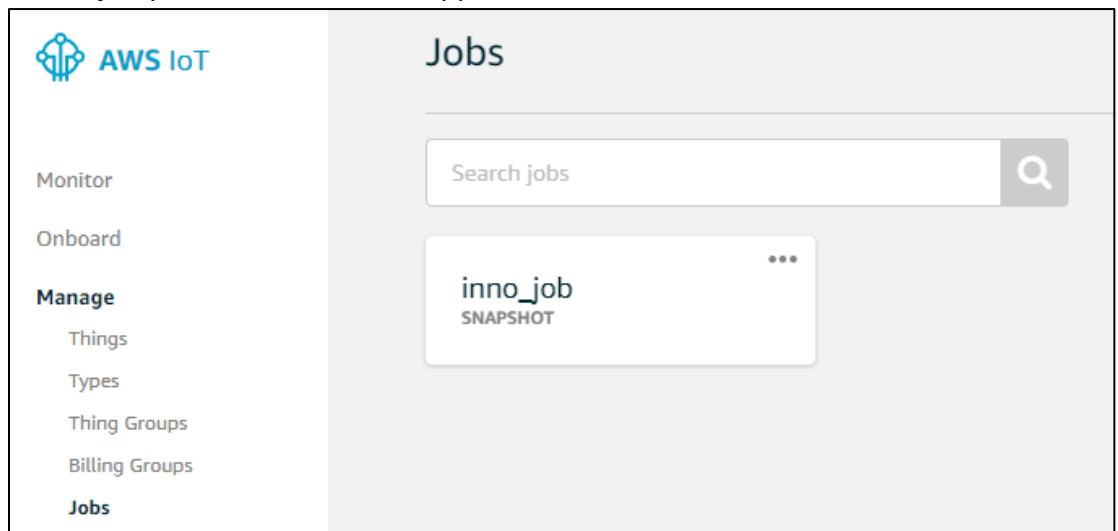 AWS IoT
Jobs
Monitor
Search jobs
Onboard
Manage
inno_job
SNAPSHOT
Things
Types
Thing Groups
Billing Groups
Jobs